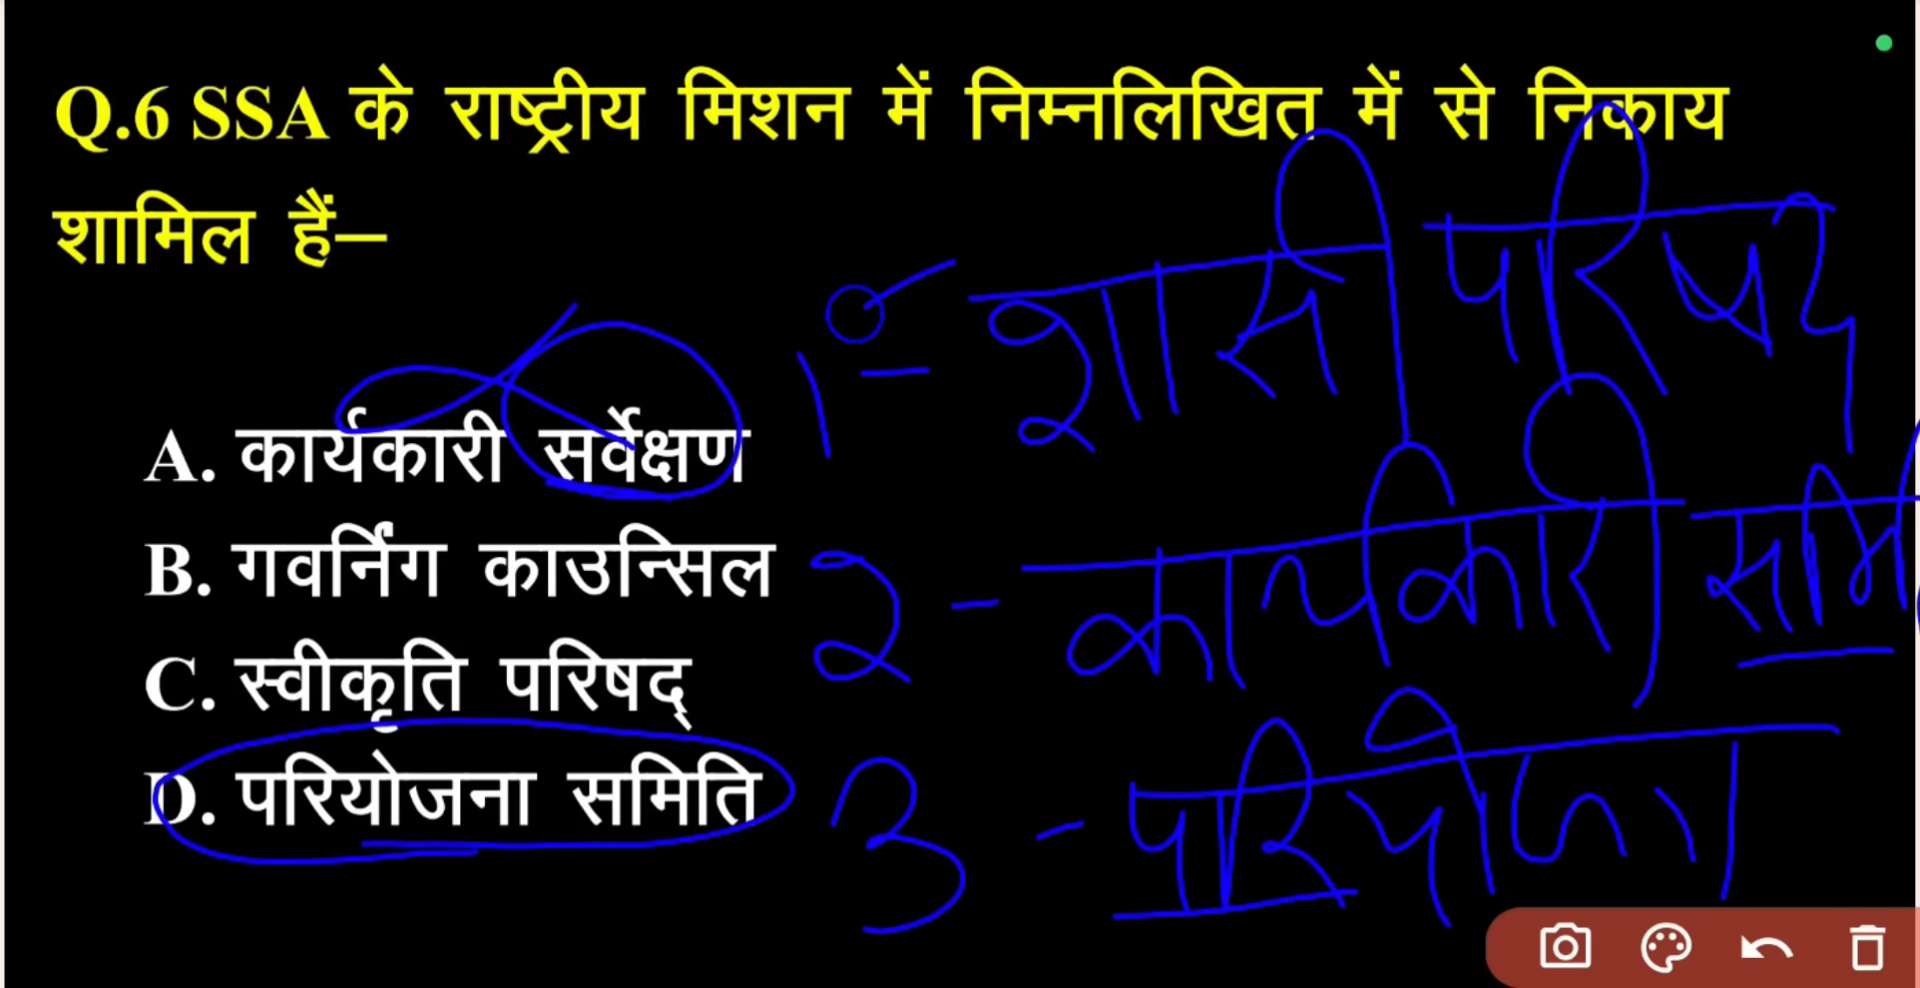 Q.6 SSA के राष्ट्रीय मिशन में निम्नलिखित में से निकाय
शामिल हैं–
A. कार्यकारी सर्वेक्षण
B. गवर्निंग काउन्सिल
C. स्वीकृति परिषद्
D. परियोजना समिति
1 - शासी परिषद
2 - कार्यकारी समि
3 - परियोजना